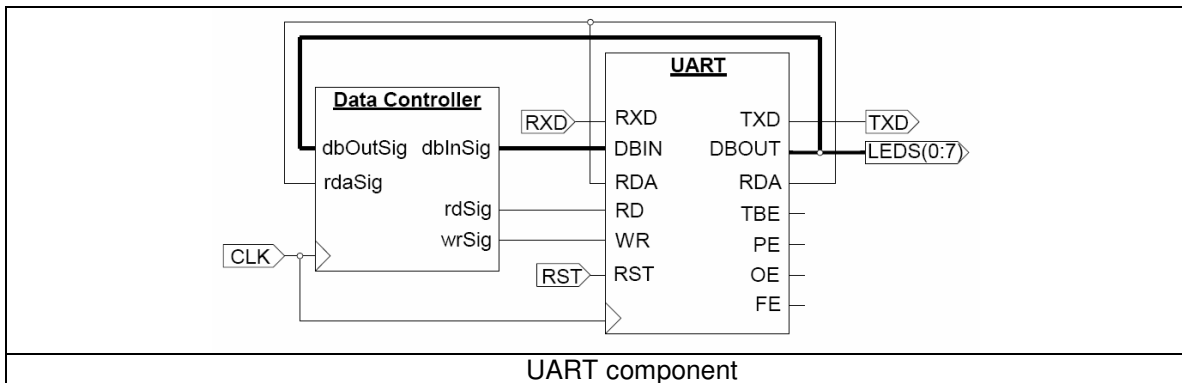 UART
Data Controller
RXD RXD TXD TXD
dbOutSig dbInSig DBIN DBOUT LEDS(0:7)
rdaSig RDA RDA
rdSig RD TBE
wrSig WR PE
CLK
RST RST OE
FE
UART component